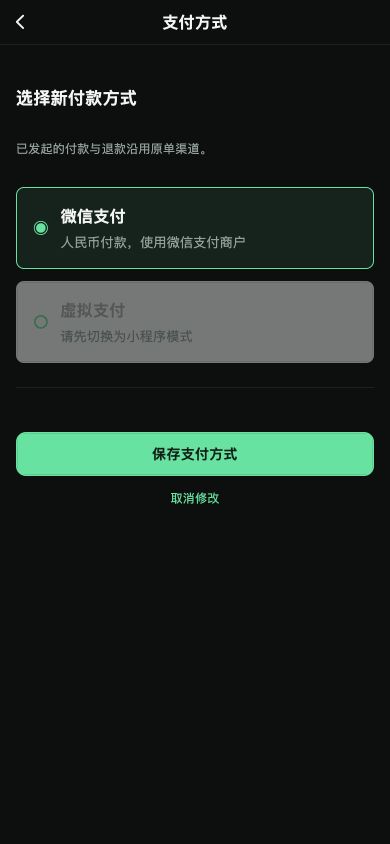 支付方式
选择新付款方式
已发起的付款与退款沿用原单渠道。
微信支付
人民币付款，使用微信支付商户
虚拟支付
请先切换为小程序模式
保存支付方式
取消修改